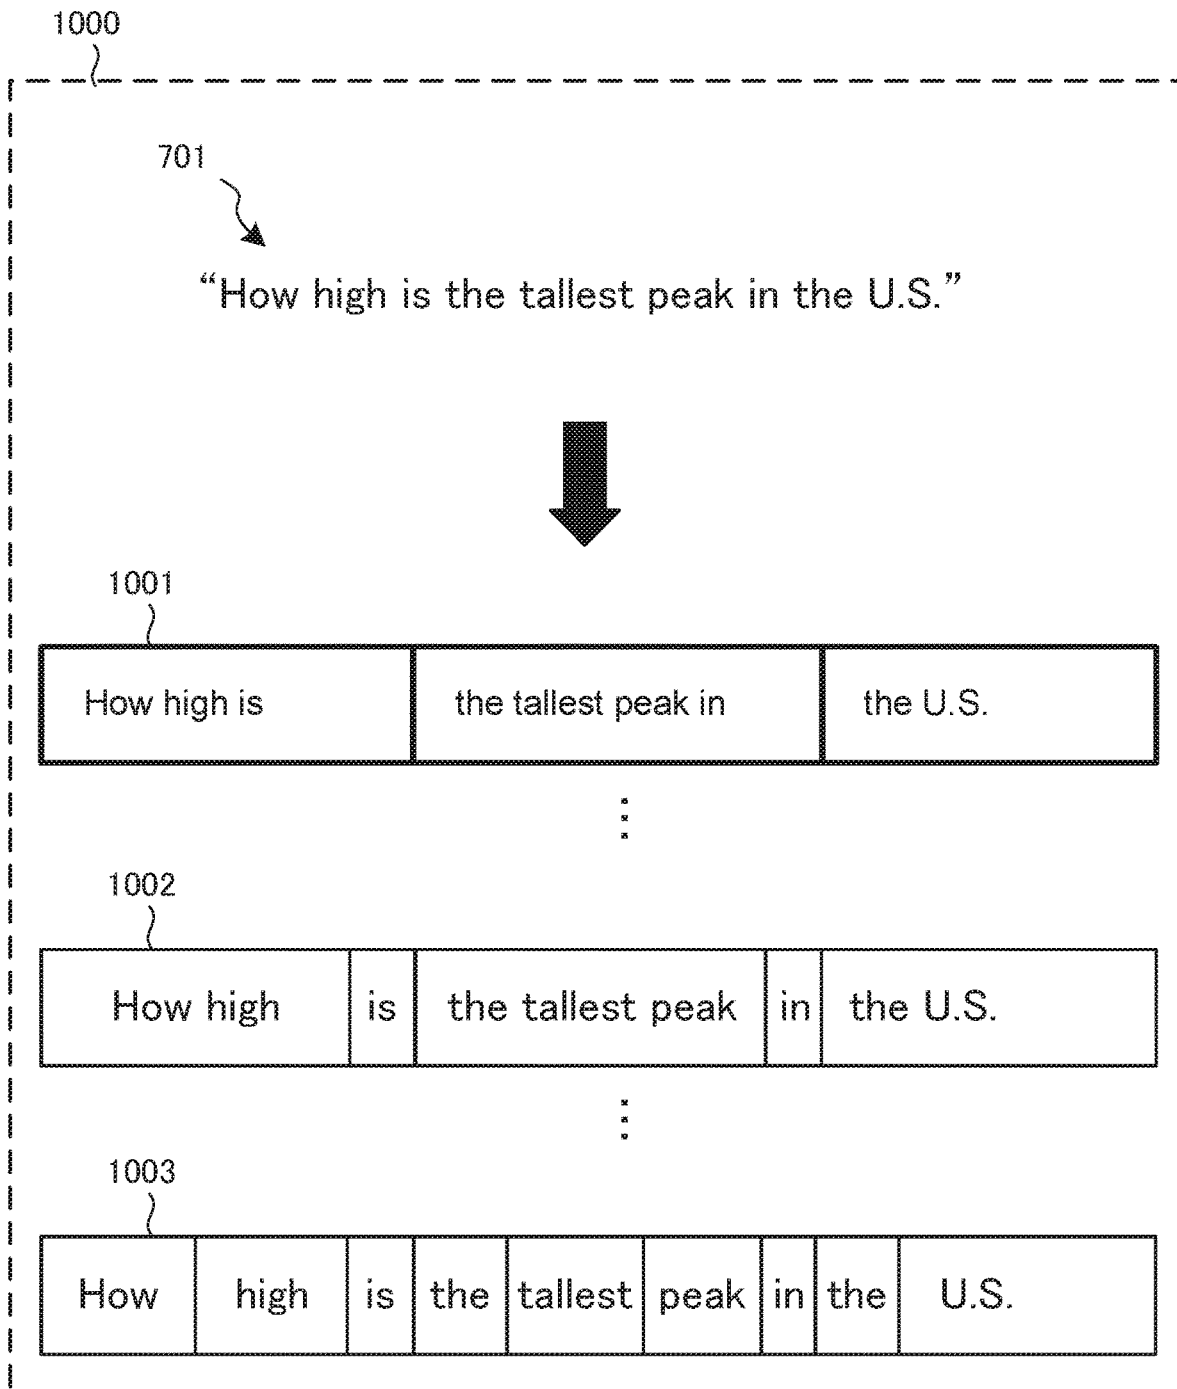 1000
701
“How high is the tallest peak in the U.S.”
1001
How high is the tallest peak in the U.S.
1002
How high is the tallest peak in the U.S.
1003
How high is the tallest peak in the U.S.